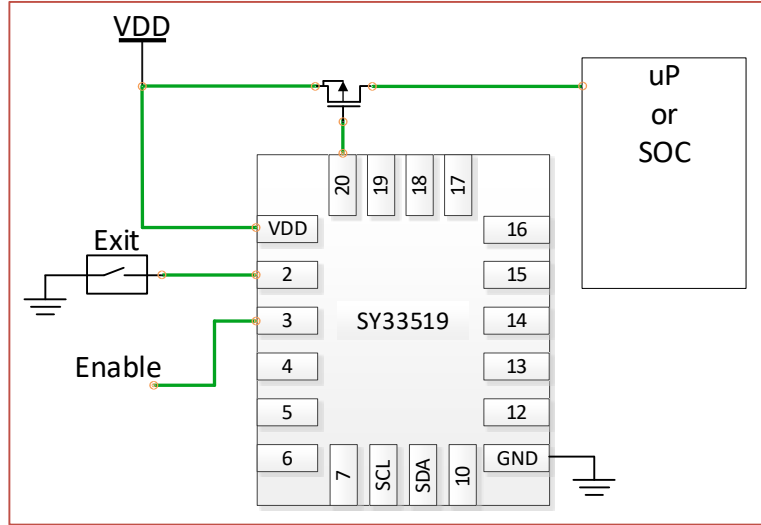 VDD
uP
or
SOC
20
19
18
17
VDD
16
Exit
2
15
3
SY33519
14
Enable
4
13
5
12
6
7
SCL
SDA
10
GND